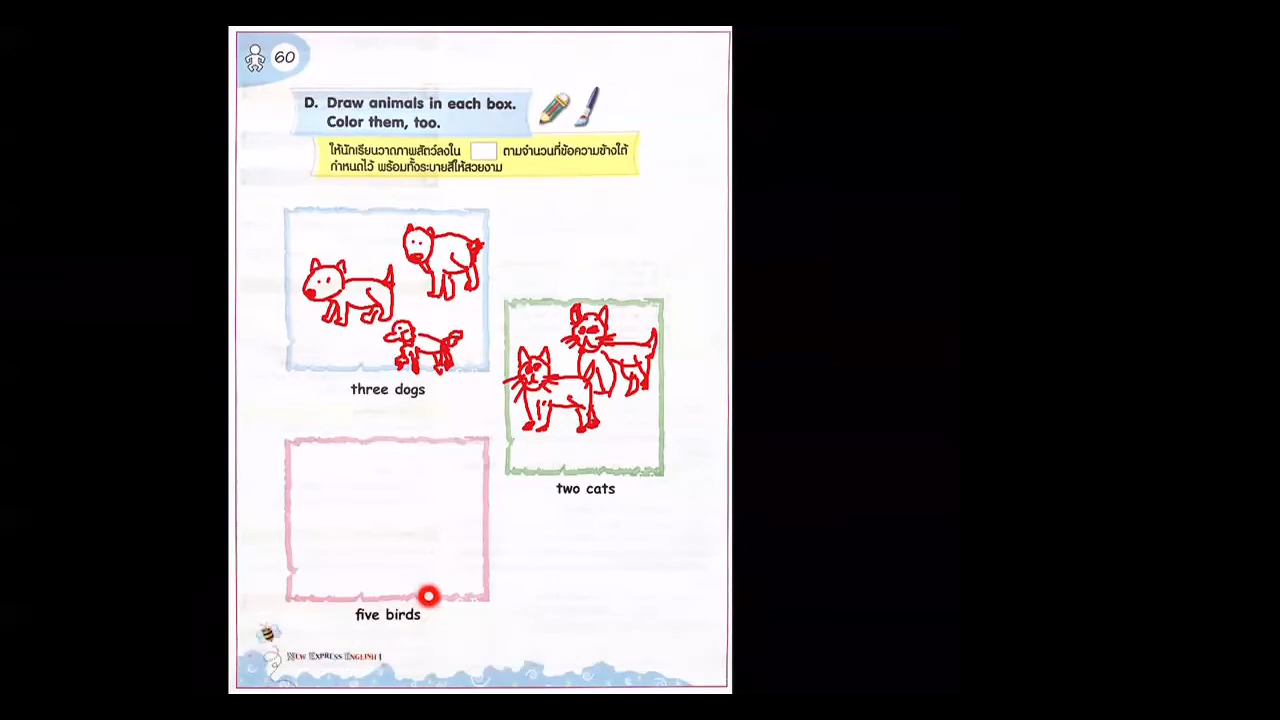 60
D. Draw animals in each box.
Color them, too.
ให้นักเรียนวาดภาพสัตว์ลงใน ตามจำนวนที่ข้อความข้างใต้
กำหนดไว้ พร้อมทั้งระบายสีให้สวยงาม
three dogs
two cats
five birds
NEW EXPRESS ENGLISH 1